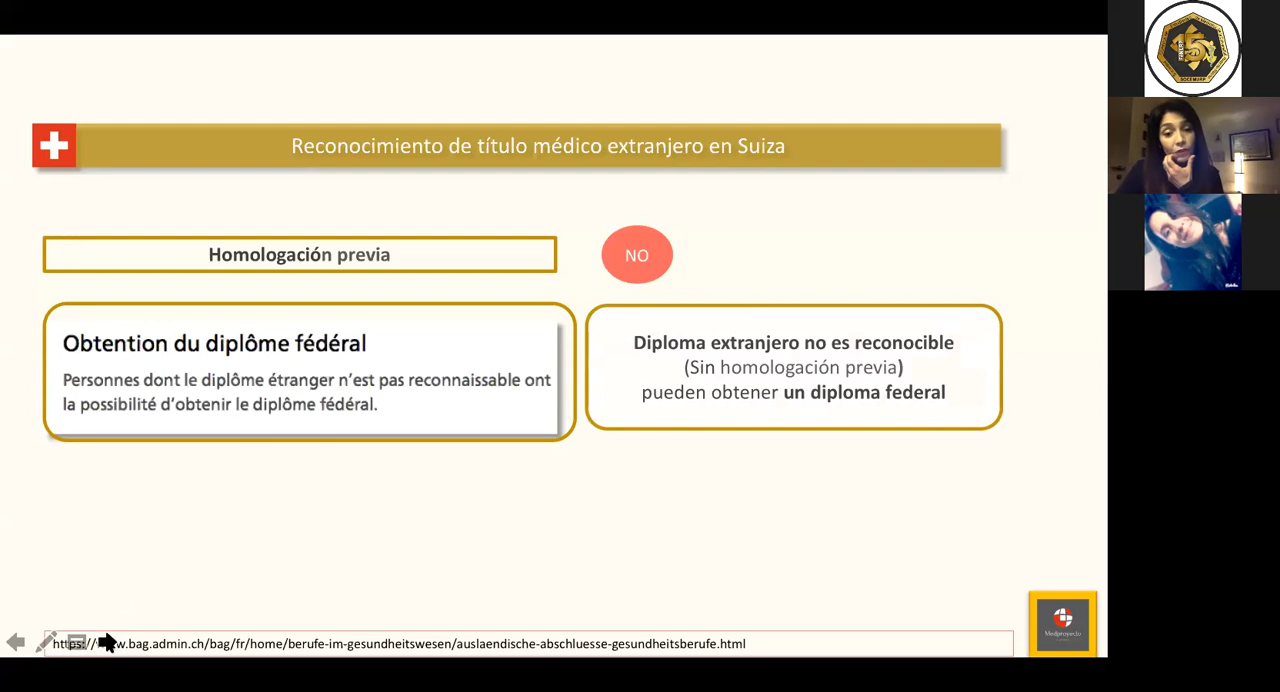 Reconocimiento de título médico extranjero en Suiza
Homologación previa
NO
Obtention du diplôme fédéral
Personnes dont le diplôme étranger n'est pas reconnaissable ont
la possibilité d'obtenir le diplôme fédéral.
Diploma extranjero no es reconocible
(Sin homologación previa)
pueden obtener un diploma federal
.bag.admin.ch/bag/fr/home/berufe-im-gesundheitswesen/auslaendische-abschluesse-gesundheitsberufe.html
Medproyecto
15
SOCEMURP